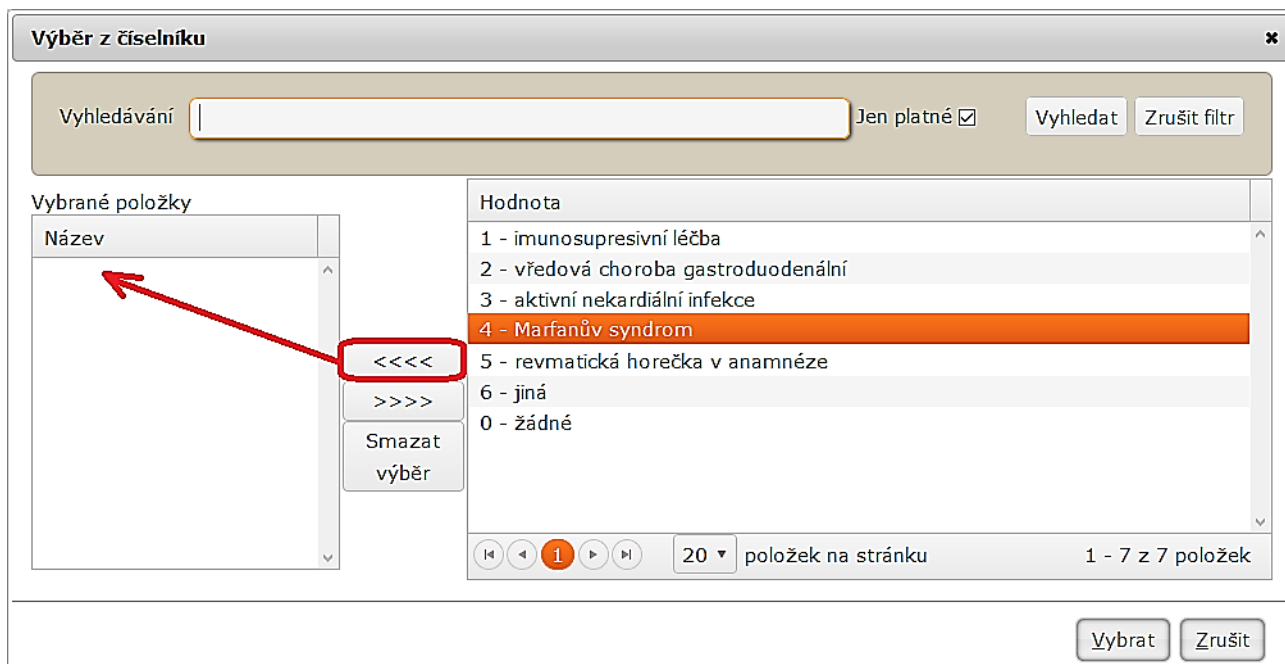 Výběr z číselníku
Vyhledávání
Jen platné
Vyhledat
Zrušit filtr
Vybrané položky
Název
<<<<
>>>>
Smazat
výběr
Hodnota
1 - imunosupresivní léčba
2 - vředová choroba gastroduodenální
3 - aktivní nekardiální infekce
4 - Marfanův syndrom
5 - revmatická horečka v anamnéze
6 - jiná
0 - žádné
1
20
položek na stránku
1 - 7 z 7 položek
Vybrat
Zrušit